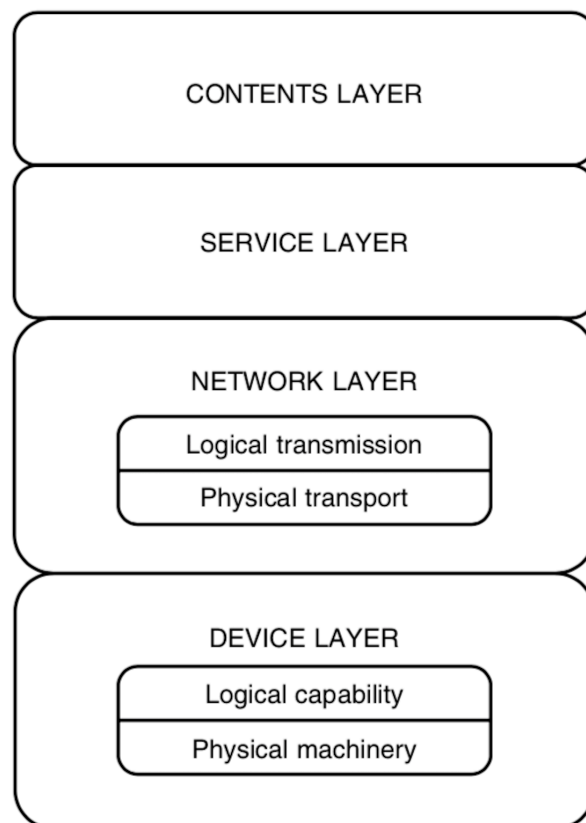 CONTENTS LAYER
SERVICE LAYER
NETWORK LAYER
Logical transmission
Physical transport
DEVICE LAYER
Logical capability
Physical machinery